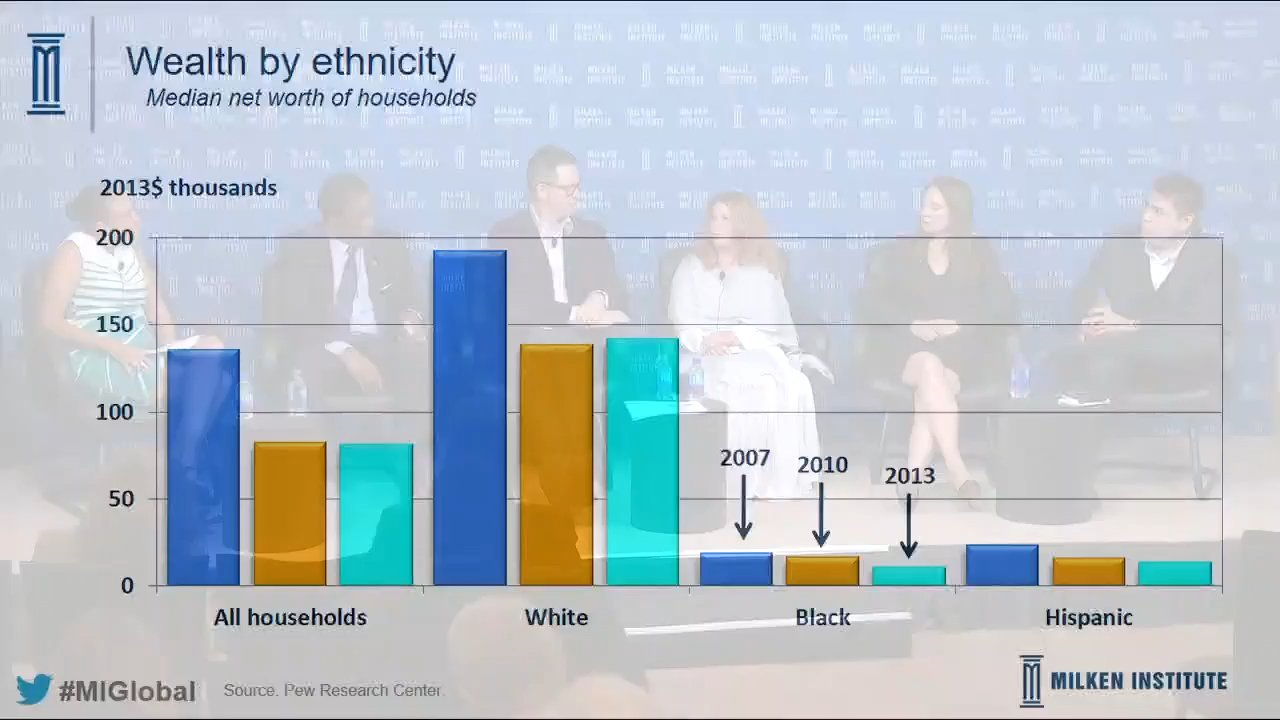 Wealth by ethnicity
Median net worth of households
2013$ thousands
200
150
100
50
0
2007
2010
2013
All households
White
Black
Hispanic
#MIGlobal
Source. Pew Research Center.
MILKEN INSTITUTE